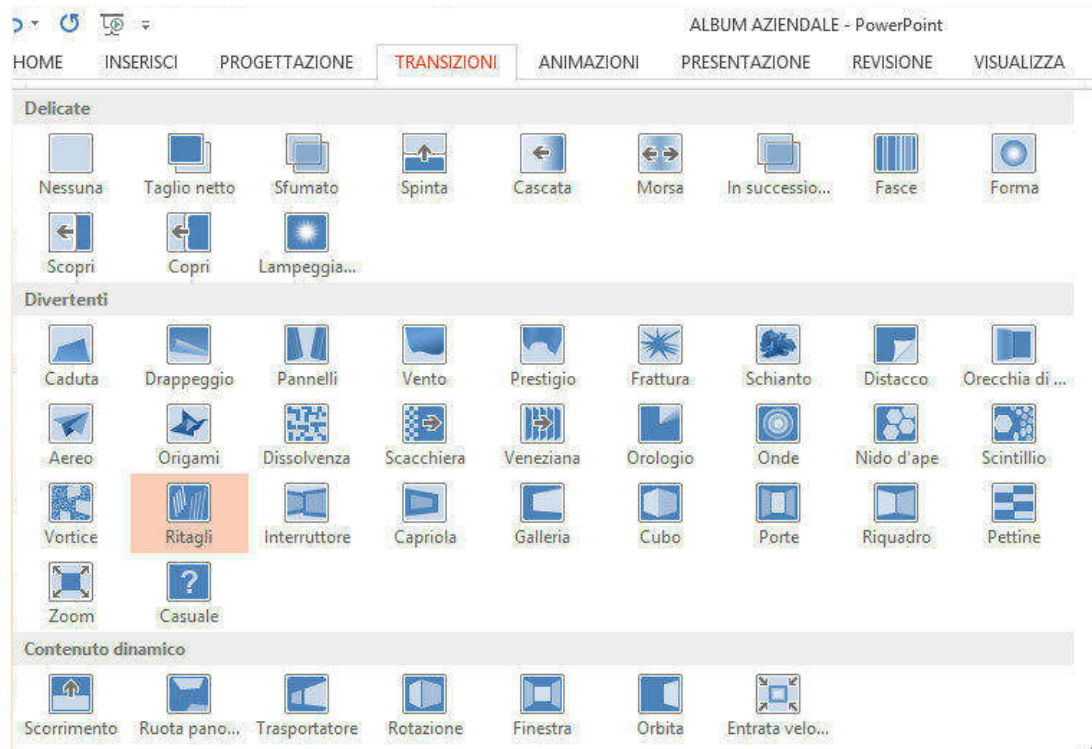 ALBUM AZIENDALE - PowerPoint
HOME INSERISCI PROGETTAZIONE TRANSIZIONI ANIMAZIONI PRESENTAZIONE REVISIONE VISUALIZZA
Delicate
Nessuna Taglio netto Sfumato Spinta Cascata Morsa In successio... Fasce Forma
Scopri Copri Lampeggia...
Divertenti
Caduta Drappeggio Pannelli Vento Prestigio Frattura Schianto Distacco Orecchia di ...
Aereo Origami Dissolvenza Scacchiera Veneziana Orologio Onde Nido d'ape Scintillio
Vortice Ritagli Interruttore Capriola Galleria Cubo Porte Riquadro Pettine
Zoom Casuale
Contenuto dinamico
Scorrimento Ruota pano... Trasportatore Rotazione Finestra Orbita Entrata velo...